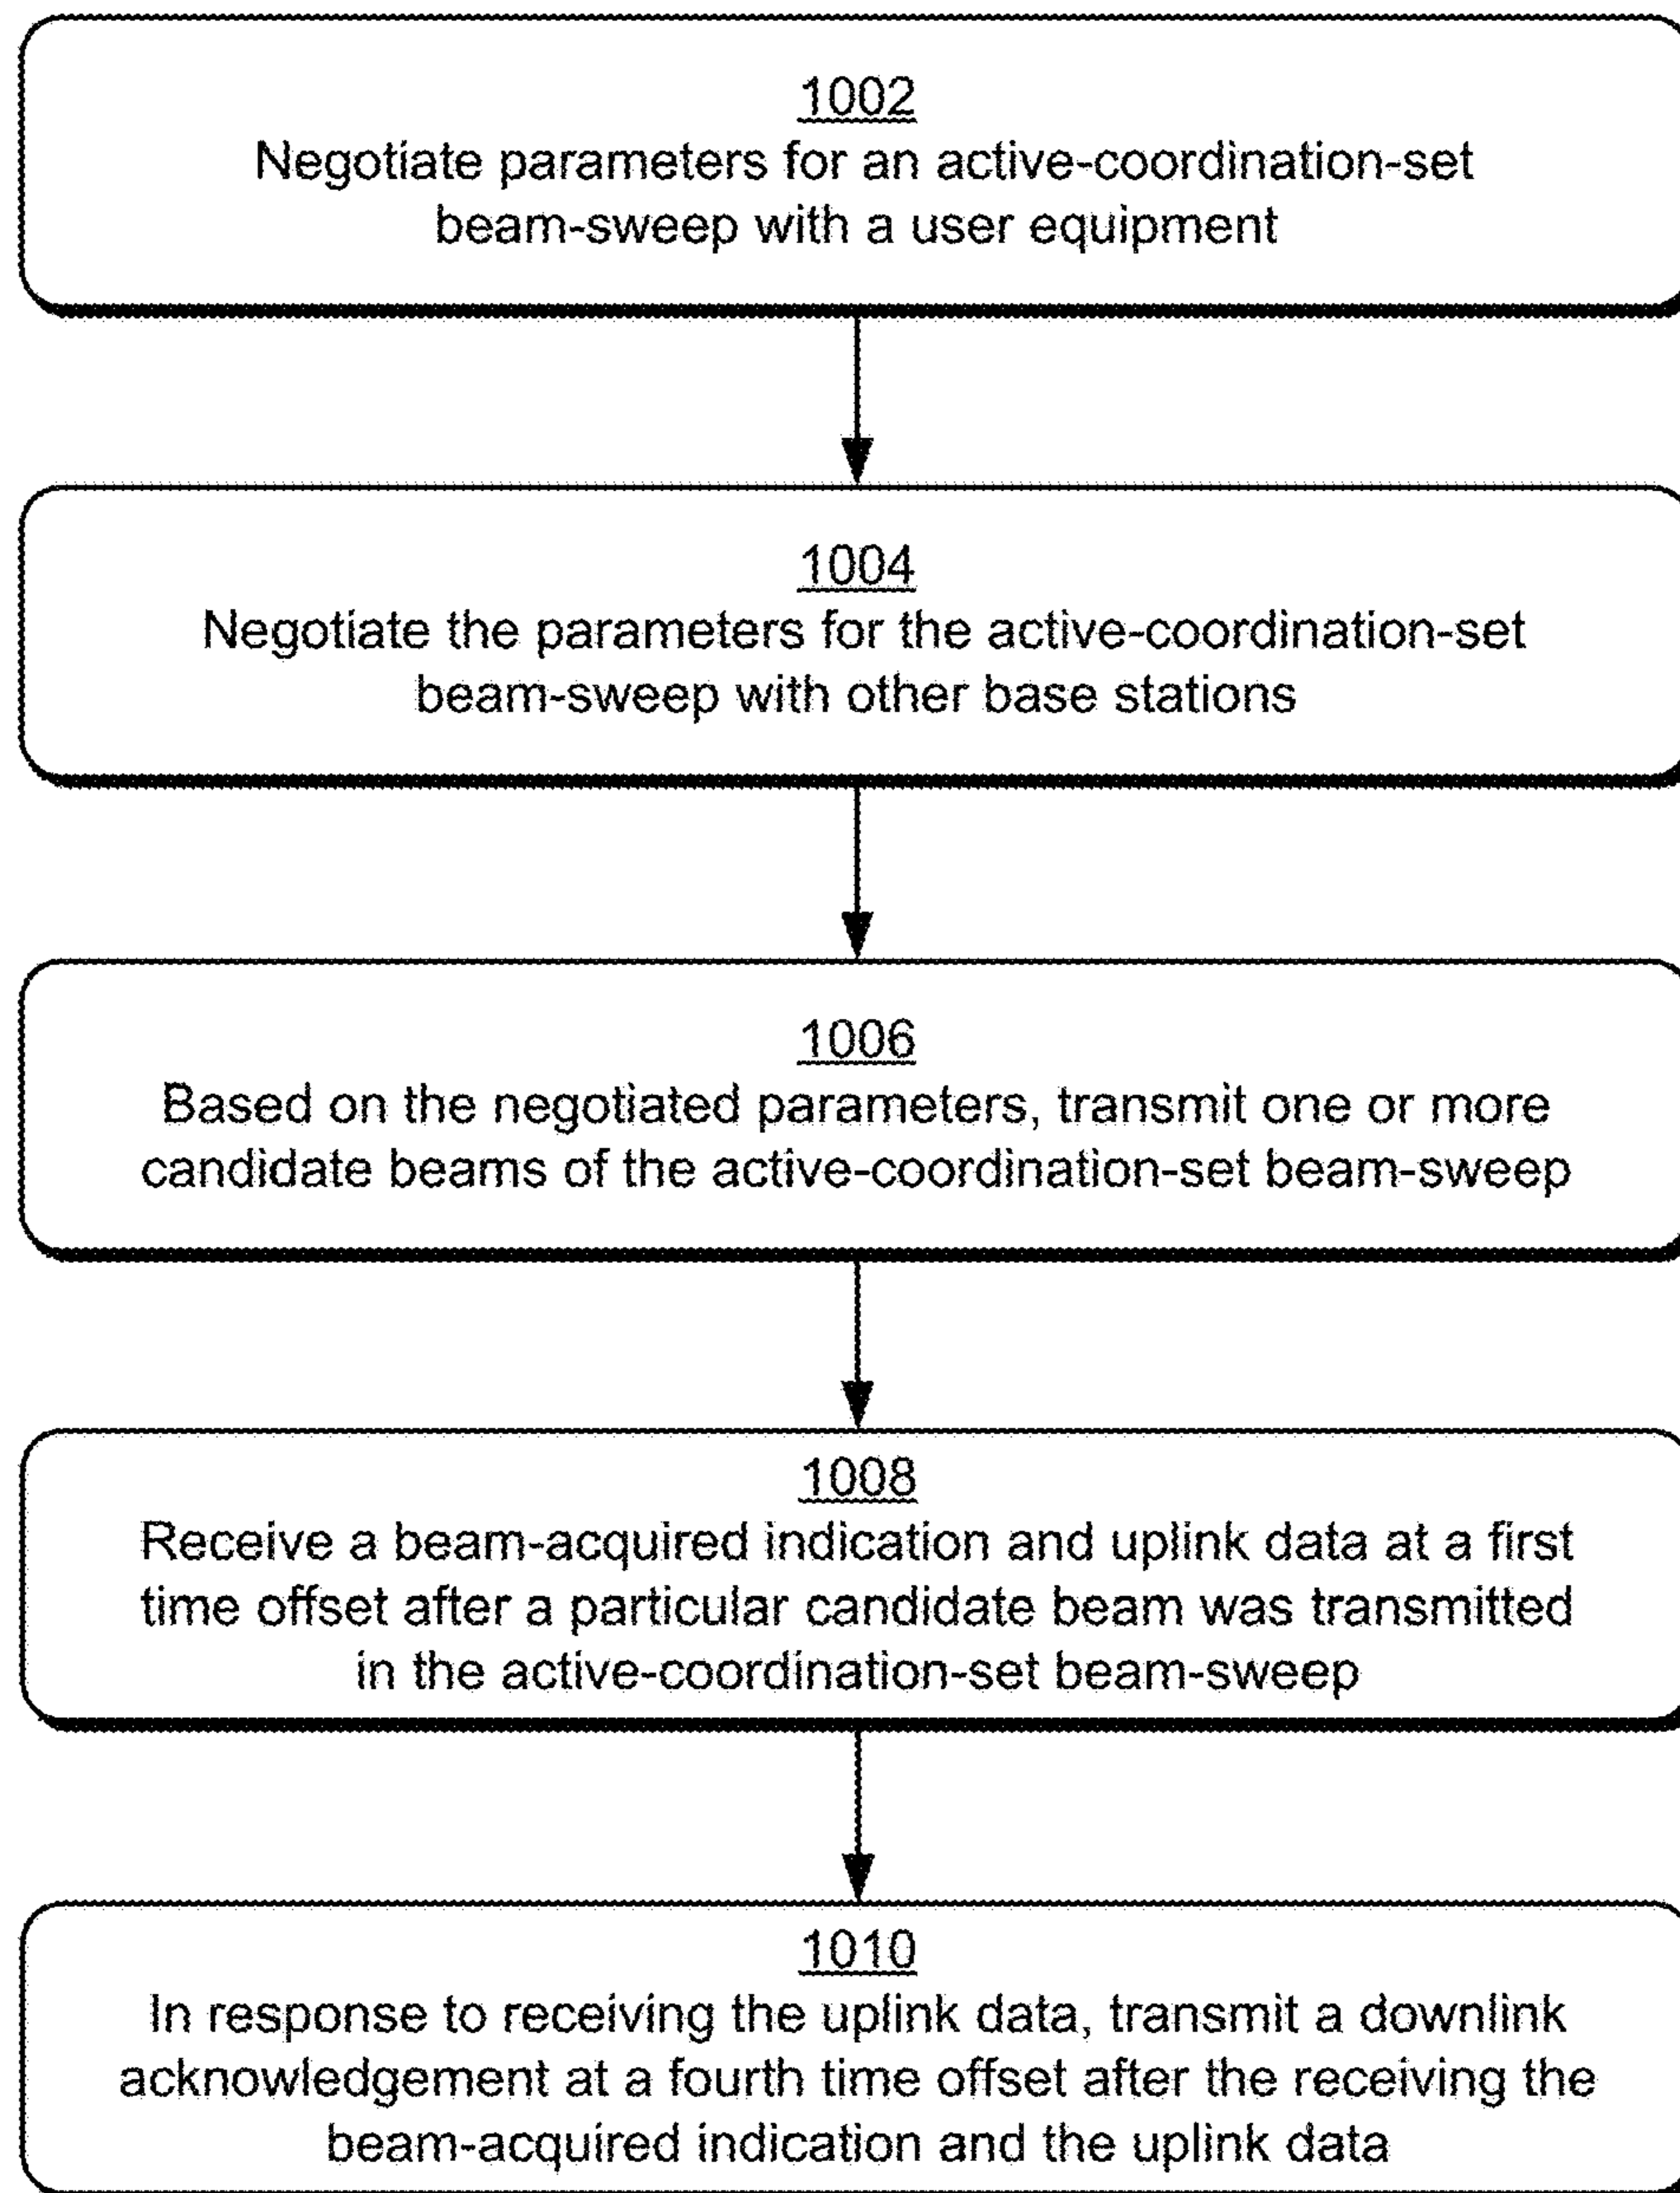 1002
Negotiate parameters for an active-coordination-set
beam-sweep with a user equipment
1004
Negotiate the parameters for the active-coordination-set
beam-sweep with other base stations
1006
Based on the negotiated parameters, transmit one or more
candidate beams of the active-coordination-set beam-sweep
1008
Receive a beam-acquired indication and uplink data at a first
time offset after a particular candidate beam was transmitted
in the active-coordination-set beam-sweep
1010
In response to receiving the uplink data, transmit a downlink
acknowledgement at a fourth time offset after the receiving the
beam-acquired indication and the uplink data